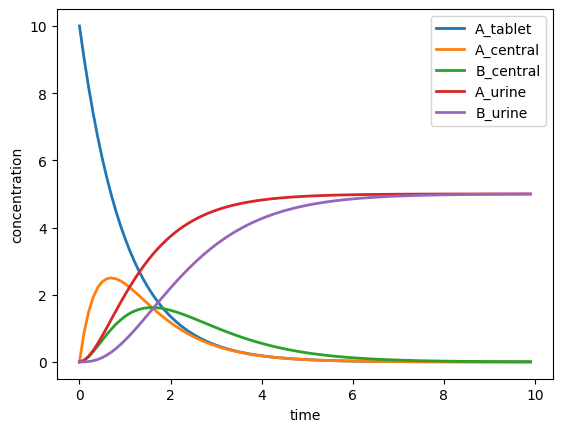 10
8
6
4
2
0
0
2
4
6
8
10
concentration
time
A_tablet
A_central
B_central
A_urine
B_urine